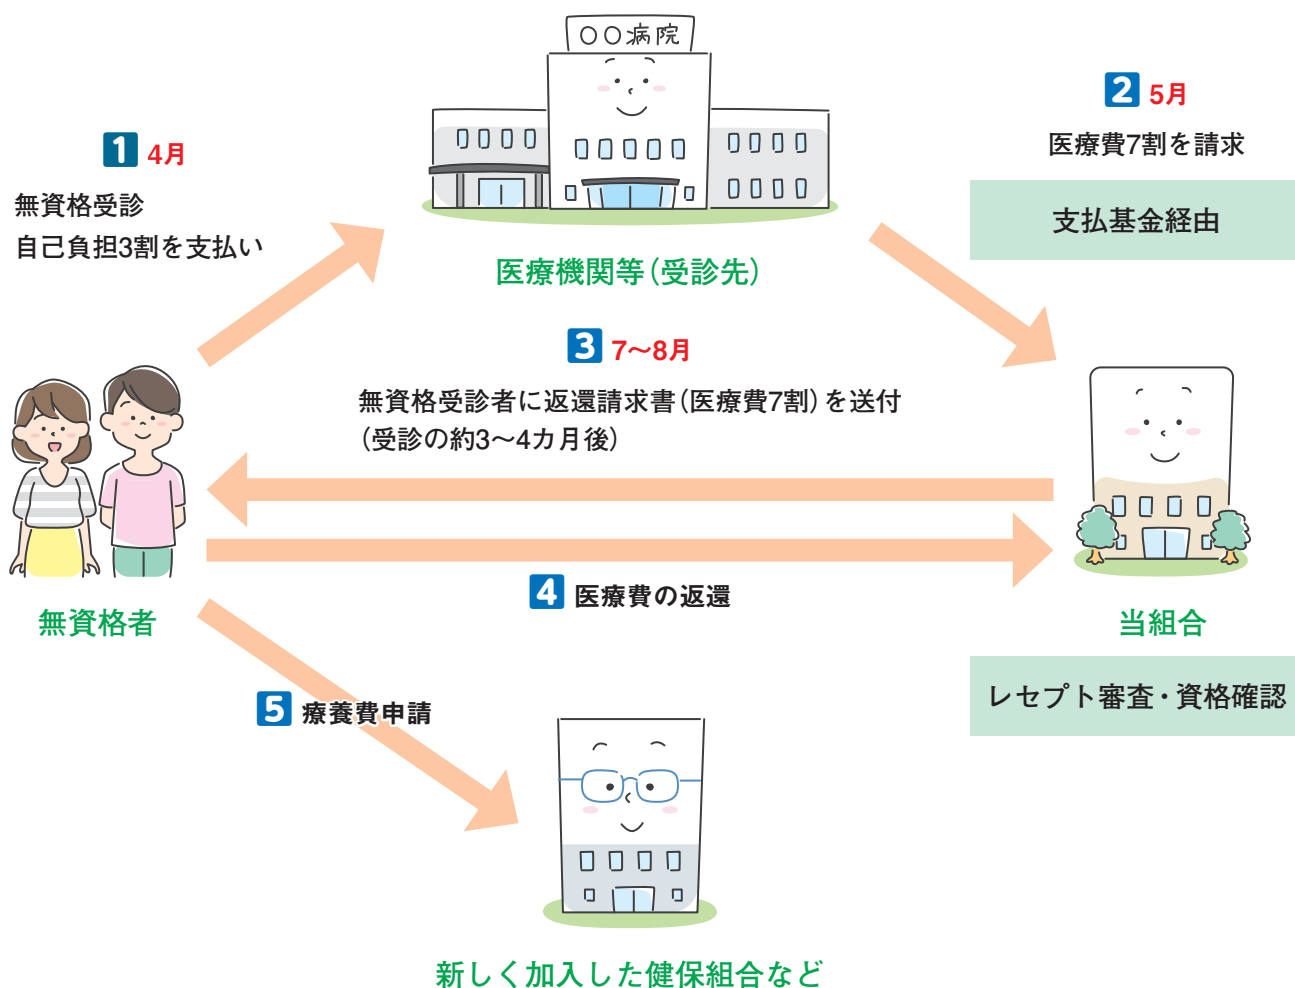 〇〇病院
1 4月
無資格受診
自己負担3割を支払い
2 5月
医療費7割を請求
支払基金経由
医療機関等(受診先)
3 7〜8月
無資格受診者に返還請求書(医療費7割)を送付
(受診の約3〜4カ月後)
4 医療費の返還
無資格者
当組合
レセプト審査・資格確認
5 療養費申請
新しく加入した健保組合など